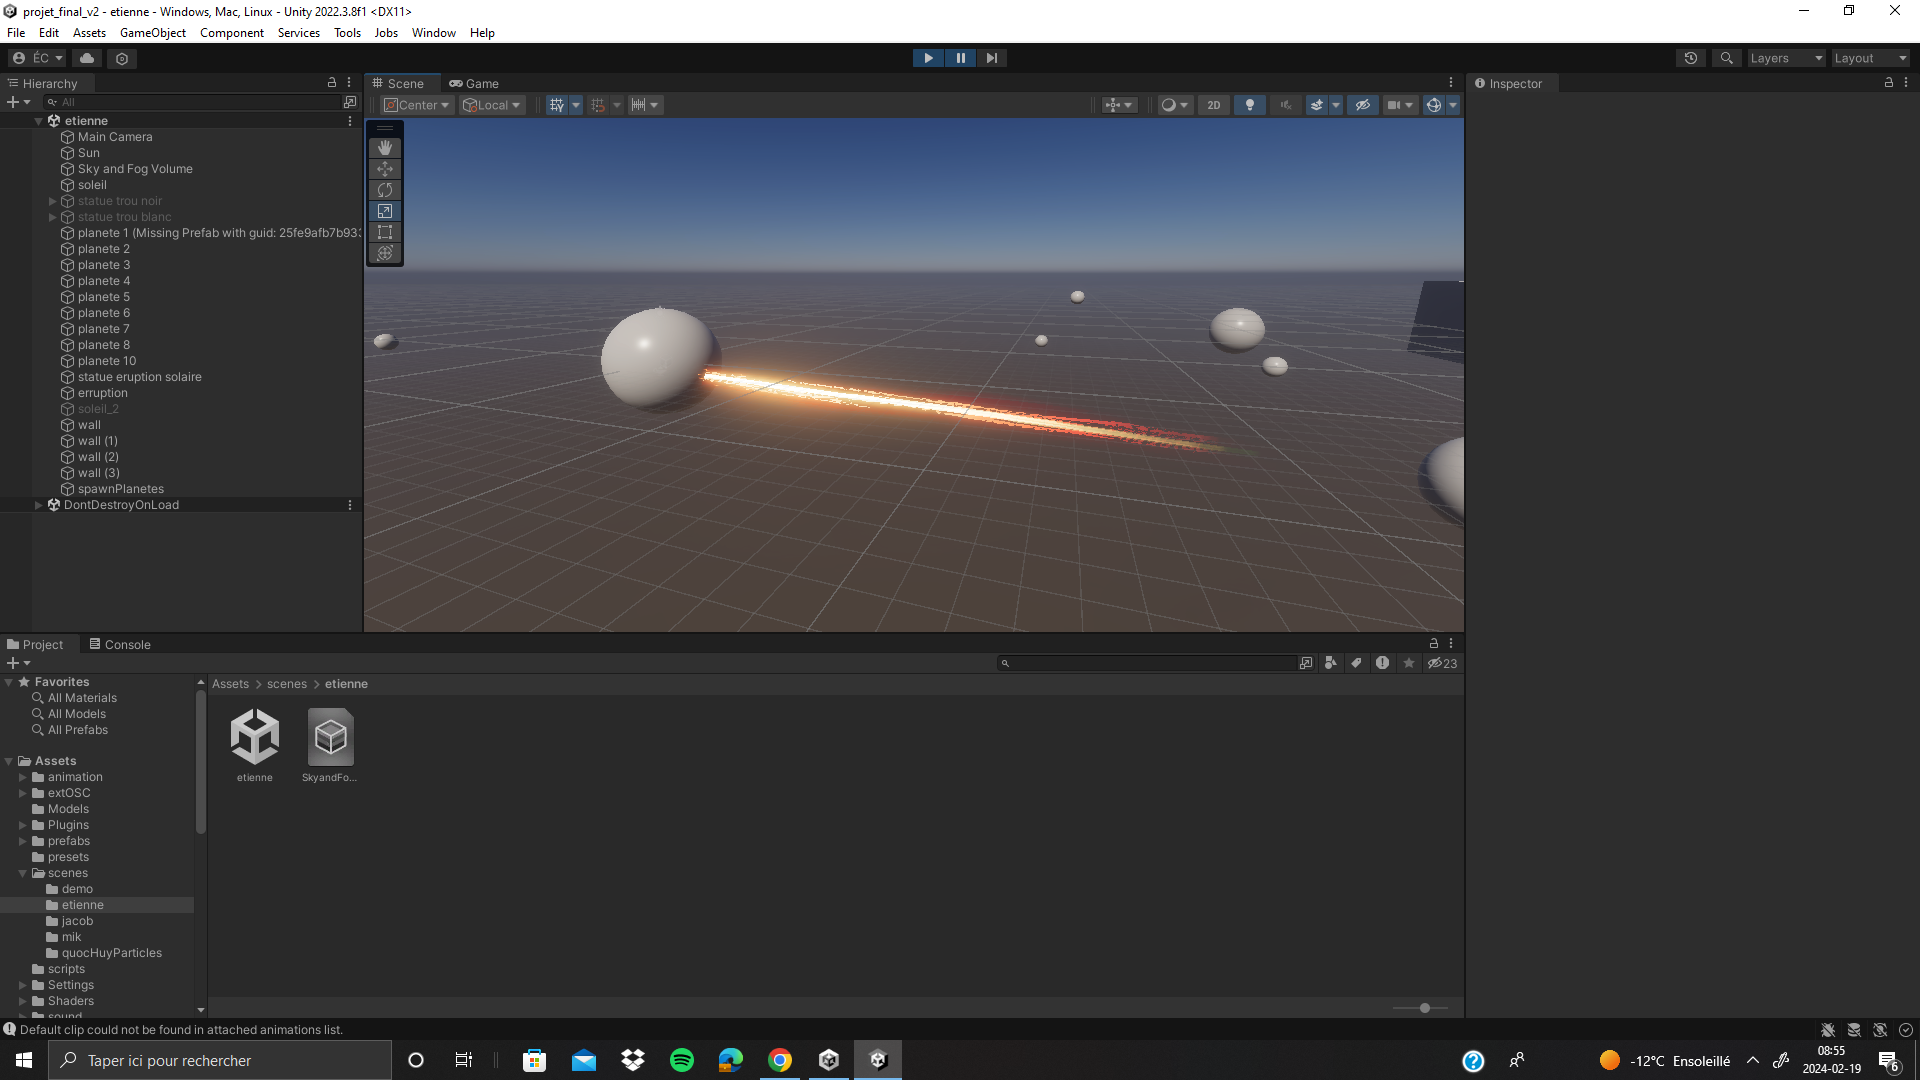 projet_final_v2 - etienne - Windows, Mac, Linux - Unity 2022.3.8f1 <DX11>
File Edit Assets GameObject Component Services Tools Jobs Window Help
ÉC
Layers Layout
Hierarchy
All
etienne
Main Camera
Sun
Sky and Fog Volume
soleil
statue trou noir
statue trou blanc
planete 1 (Missing Prefab with guid: 25fe9afb7b933
planete 2
planete 3
planete 4
planete 5
planete 6
planete 7
planete 8
planete 10
statue eruption solaire
erruption
soleil_2
wall
wall (1)
wall (2)
wall (3)
spawnPlanetes
DontDestroyOnLoad
Scene Game
Center Local 2D
Inspector
Project Console
23
Favorites
All Materials
All Models
All Prefabs
Assets
animation
extOSC
Models
Plugins
prefabs
presets
scenes
demo
etienne
jacob
mik
quocHuyParticles
scripts
Settings
Shaders
sound
Assets > scenes > etienne
etienne SkyandFo...
Default clip could not be found in attached animations list.
Taper ici pour rechercher
-12°C Ensoleillé
08:55
2024-02-19
6